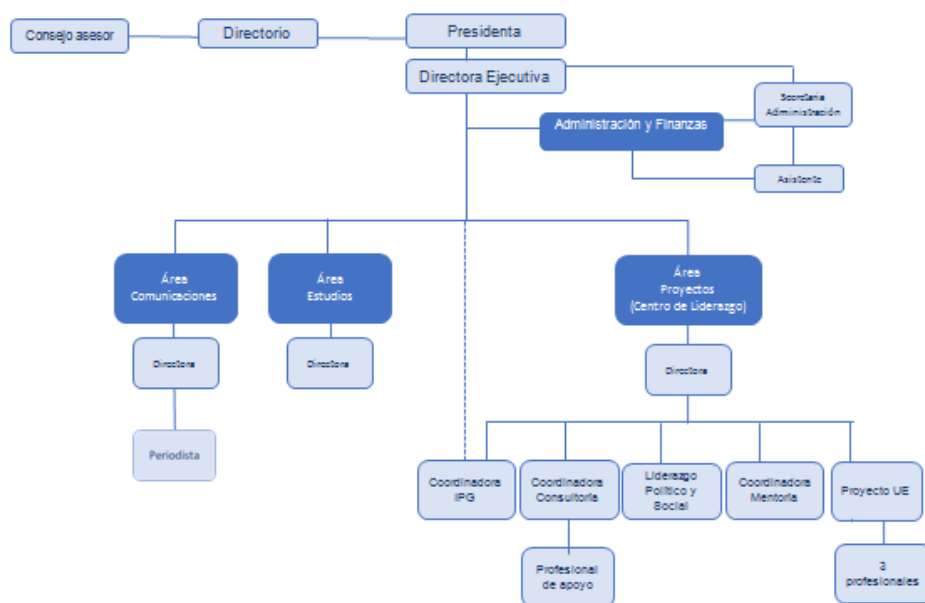 Consejo asesor
Directorio
Presidenta
Directora Ejecutiva
Secretaria
Administración
Administración y Finanzas
Asistente
Área
Comunicaciones
Área
Estudios
Área
Proyectos
(Centro de Liderazgo)
Directora
Directora
Directora
Periodista
Coordinadora
IPG
Coordinadora
Consultoría
Liderazgo
Político y
Social
Coordinadora
Mentoría
Proyecto UE
Profesional
de apoyo
3
profesionales